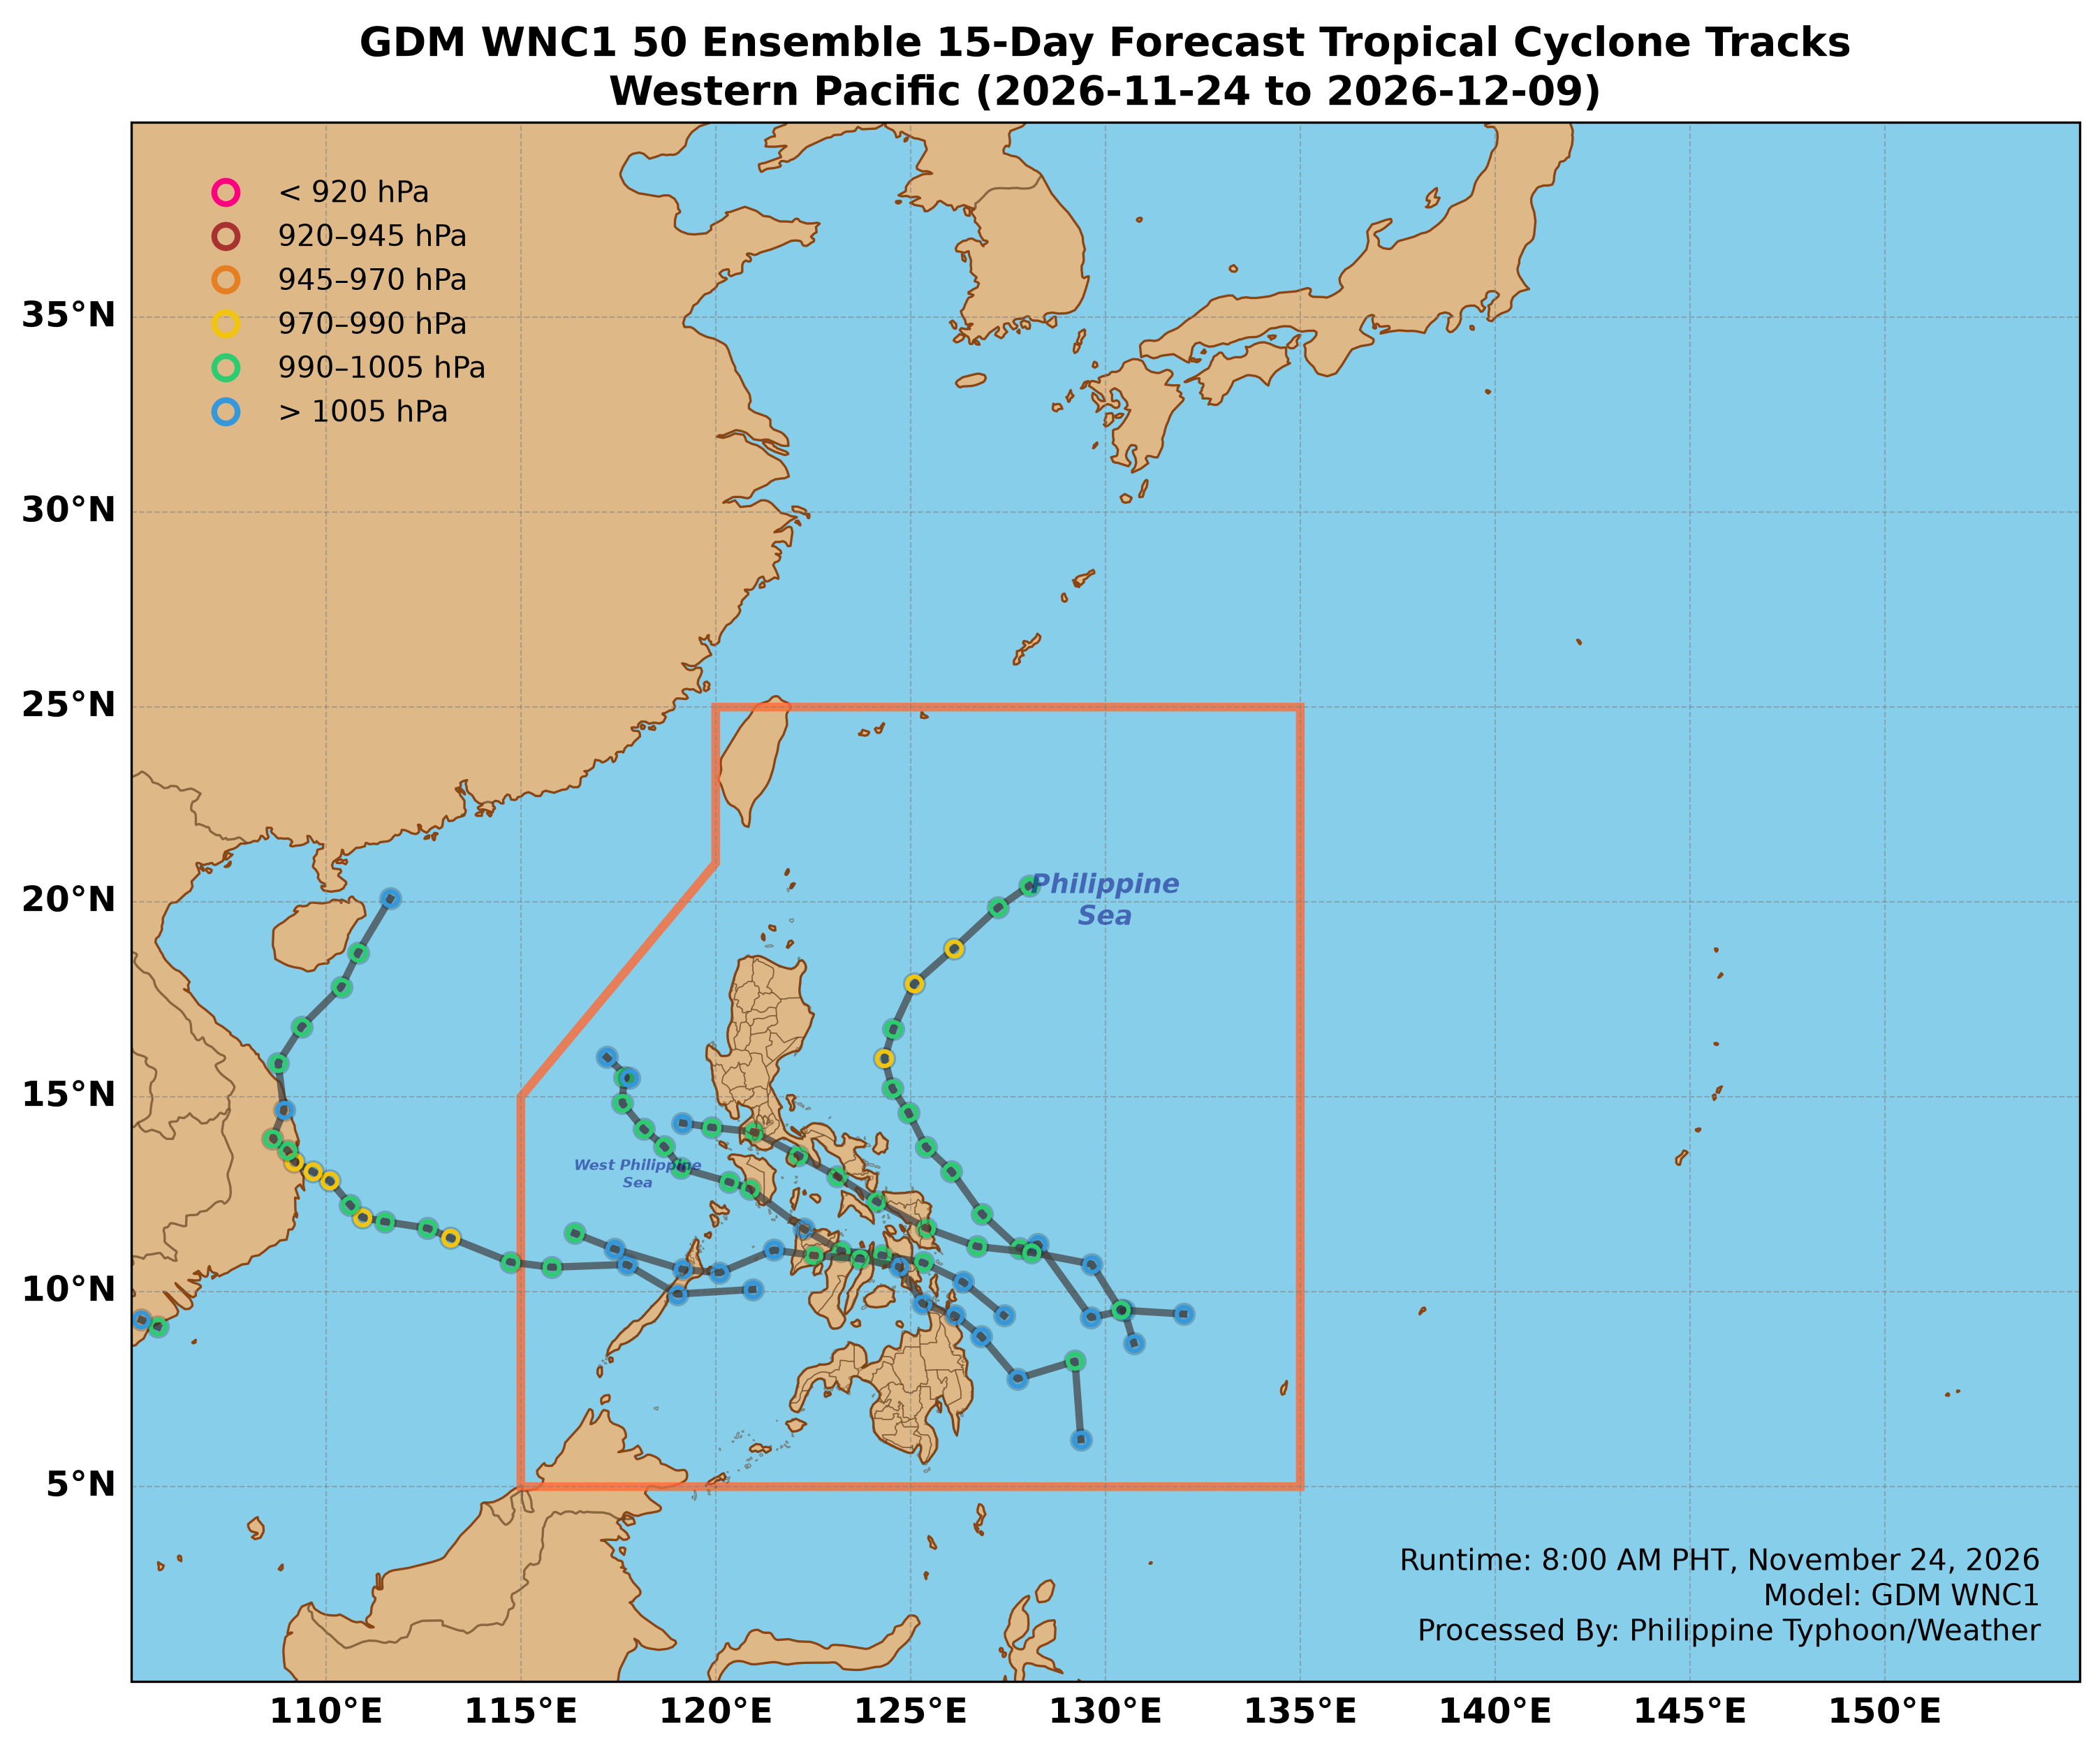 GDM WNC1 50 Ensemble 15-Day Forecast Tropical Cyclone Tracks
Western Pacific (2026-11-24 to 2026-12-09)
< 920 hPa
920–945 hPa
945–970 hPa
970–990 hPa
990–1005 hPa
> 1005 hPa
35°N
30°N
25°N
20°N
15°N
10°N
5°N
Philippine
Sea
West Philippine
Sea
Runtime: 8:00 AM PHT, November 24, 2026
Model: GDM WNC1
Processed By: Philippine Typhoon/Weather
110°E
115°E
120°E
125°E
130°E
135°E
140°E
145°E
150°E